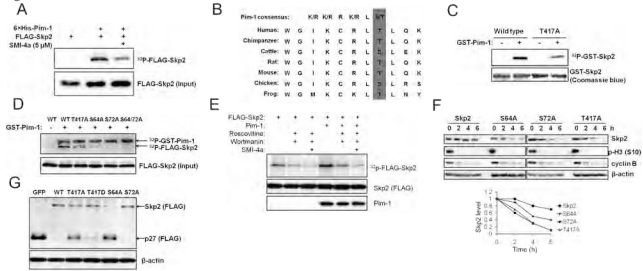 A
6×His-Pim-1 + +
FLAG-Skp2 + + +
SMI-4a (5 μM) +
³²P-FLAG-Skp2
FLAG-Skp2 (Input)
B
Pim-1 consensus: K/R K/R R K/R L S/T
Human: W G I K C R L L T L Q K
Chimpanzee: W G I K C R L L T L Q K
Cattle:
Rat: W G I K C R L L T L Q K
Mouse: W G I K C R L L T L Q K
Chicken: W G I K C R L L
Frog: W G M K C R L L
C
Wild type T417A
GST-Pim-1: - + - +
³²P-GST-Skp2
GST-Skp2
(Coomassie blue)
D
WT WT T417A S64A S72A S64/72A
GST-Pim-1: - + + + + +
³²P-GST-Pim-1
³²P-FLAG-Skp2
FLAG-Skp2 (input)
E
FLAG-Skp2:
Pim-1:
Roscovitine:
Wortmannin:
SMI-4a:
³²P-FLAG-Skp2
Skp2 (FLAG)
Pim-1
F
Skp2 S64A S72A T417A
0 2 4 6 0 2 4 6 0 2 4 6 0 2 4 6 h
Skp2
p-H3 (S10)
cyclin B
β-actin
Skp2 level
1
0.8
0.6
0.4
0.2
0
0 2 4 6
Time (h)
Skp2
S64A
S72A
T417A
G
GFP WT T417A T417D S64A S72A
Skp2 (FLAG)
p27 (FLAG)
β-actin